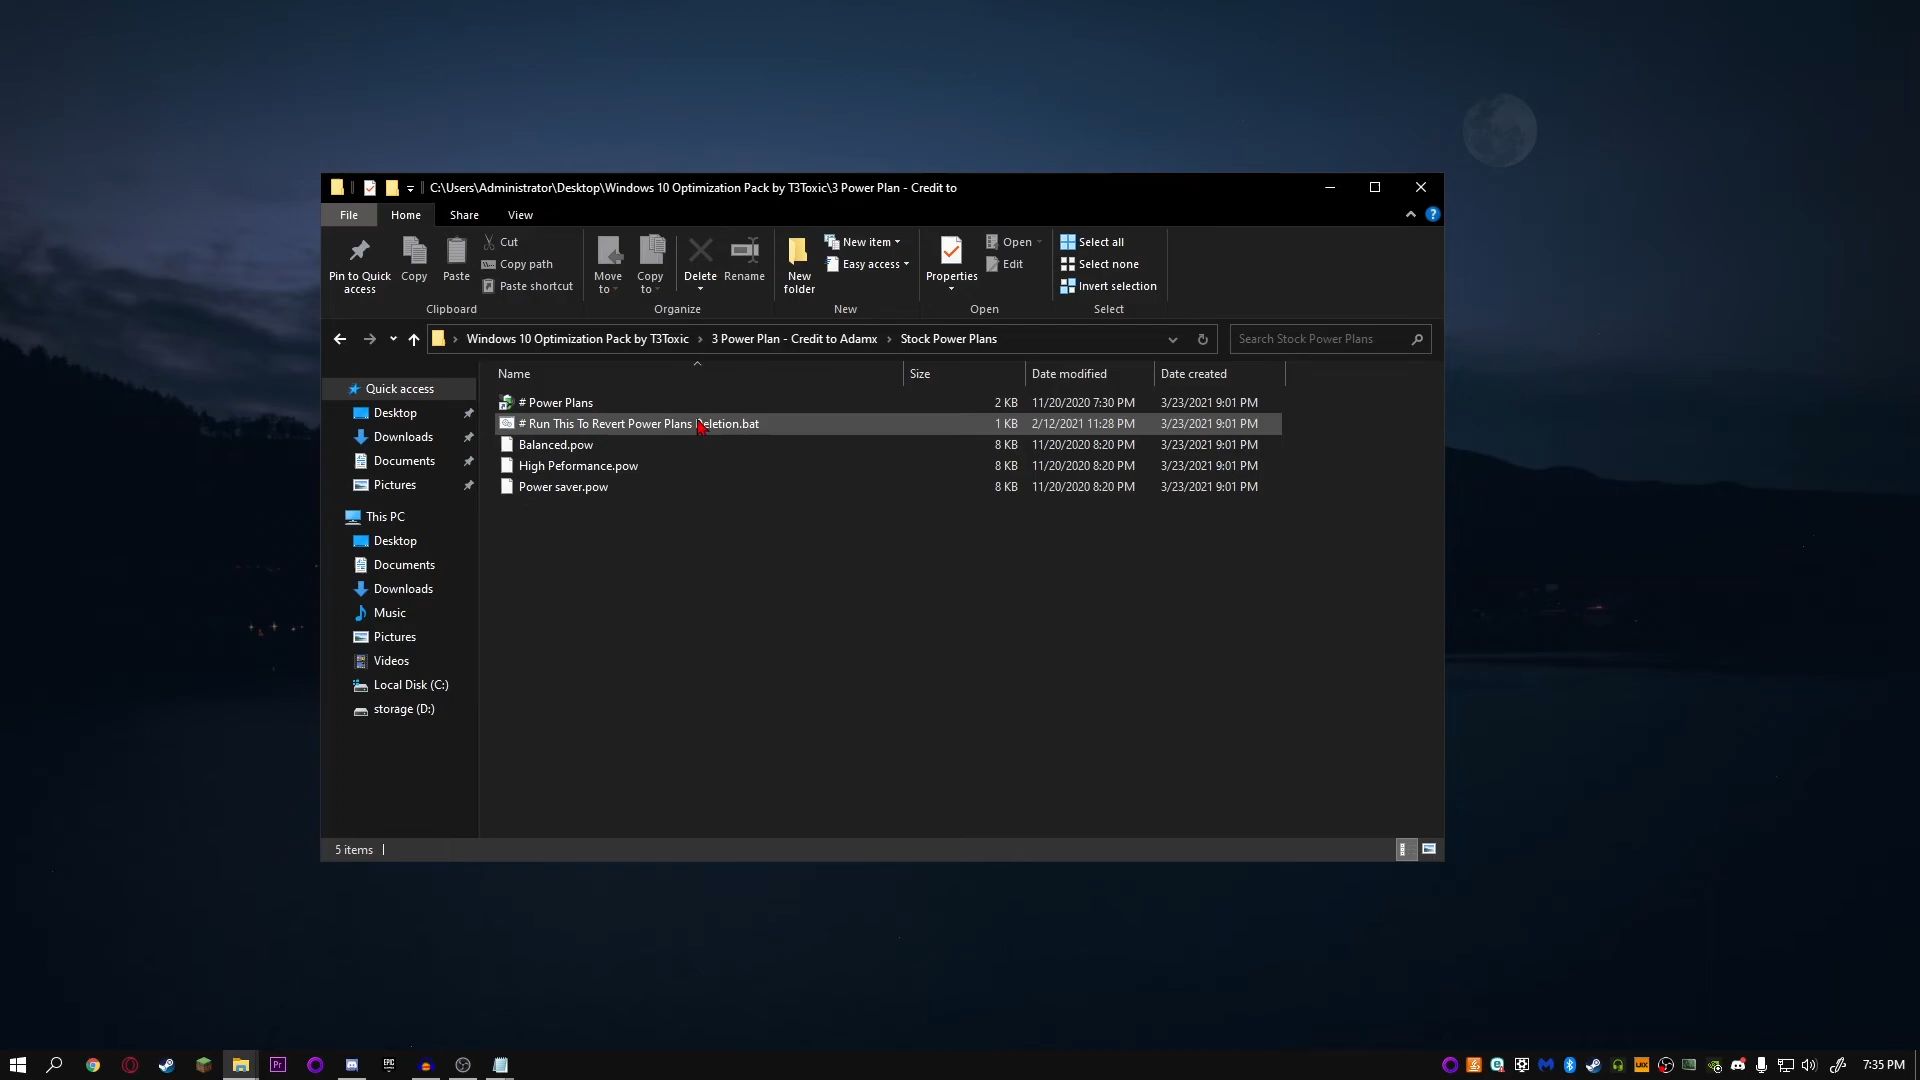 C:\Users\Administrator\Desktop\Windows 10 Optimization Pack by T3Toxic\3 Power Plan - Credit to
File Home Share View
Pin to Quick access
Copy
Paste
Cut
Copy path
Paste shortcut
Clipboard
Move to
Copy to
Delete
Rename
Organize
New folder
New item
Easy access
New
Properties
Open
Edit
Open
Select all
Select none
Invert selection
Select
Windows 10 Optimization Pack by T3Toxic › 3 Power Plan - Credit to Adamx › Stock Power Plans
Search Stock Power Plans
Quick access
Desktop
Downloads
Documents
Pictures
This PC
Desktop
Documents
Downloads
Music
Pictures
Videos
Local Disk (C:)
storage (D:)
Name Size Date modified Date created
# Power Plans 2 KB 11/20/2020 7:30 PM 3/23/2021 9:01 PM
# Run This To Revert Power Plans Deletion.bat 1 KB 2/12/2021 11:28 PM 3/23/2021 9:01 PM
Balanced.pow 8 KB 11/20/2020 8:20 PM 3/23/2021 9:01 PM
High Peformance.pow 8 KB 11/20/2020 8:20 PM 3/23/2021 9:01 PM
Power saver.pow 8 KB 11/20/2020 8:20 PM 3/23/2021 9:01 PM
5 items
Pr
EPIC
UIX
7:35 PM